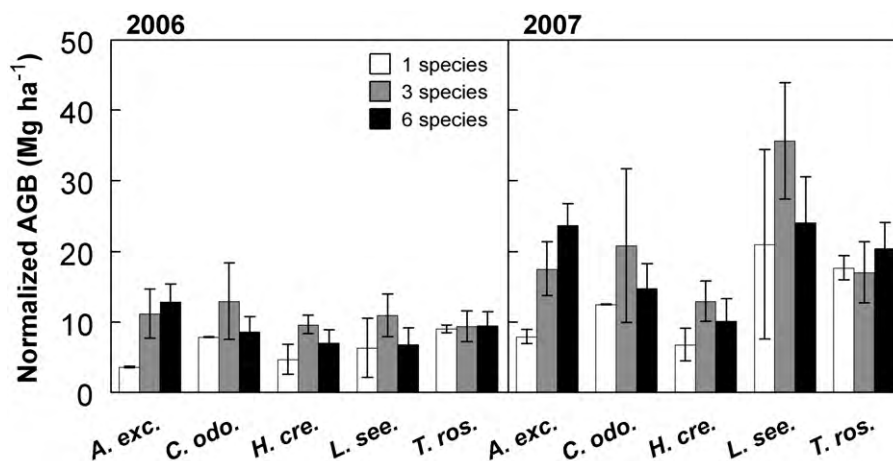 2006 2007
1 species
3 species
6 species
Normalized AGB (Mg ha⁻¹)
50
40
30
20
10
0
A. exc. C. odo. H. cre. L. see. T. ros. A. exc. C. odo. H. cre. L. see. T. ros.